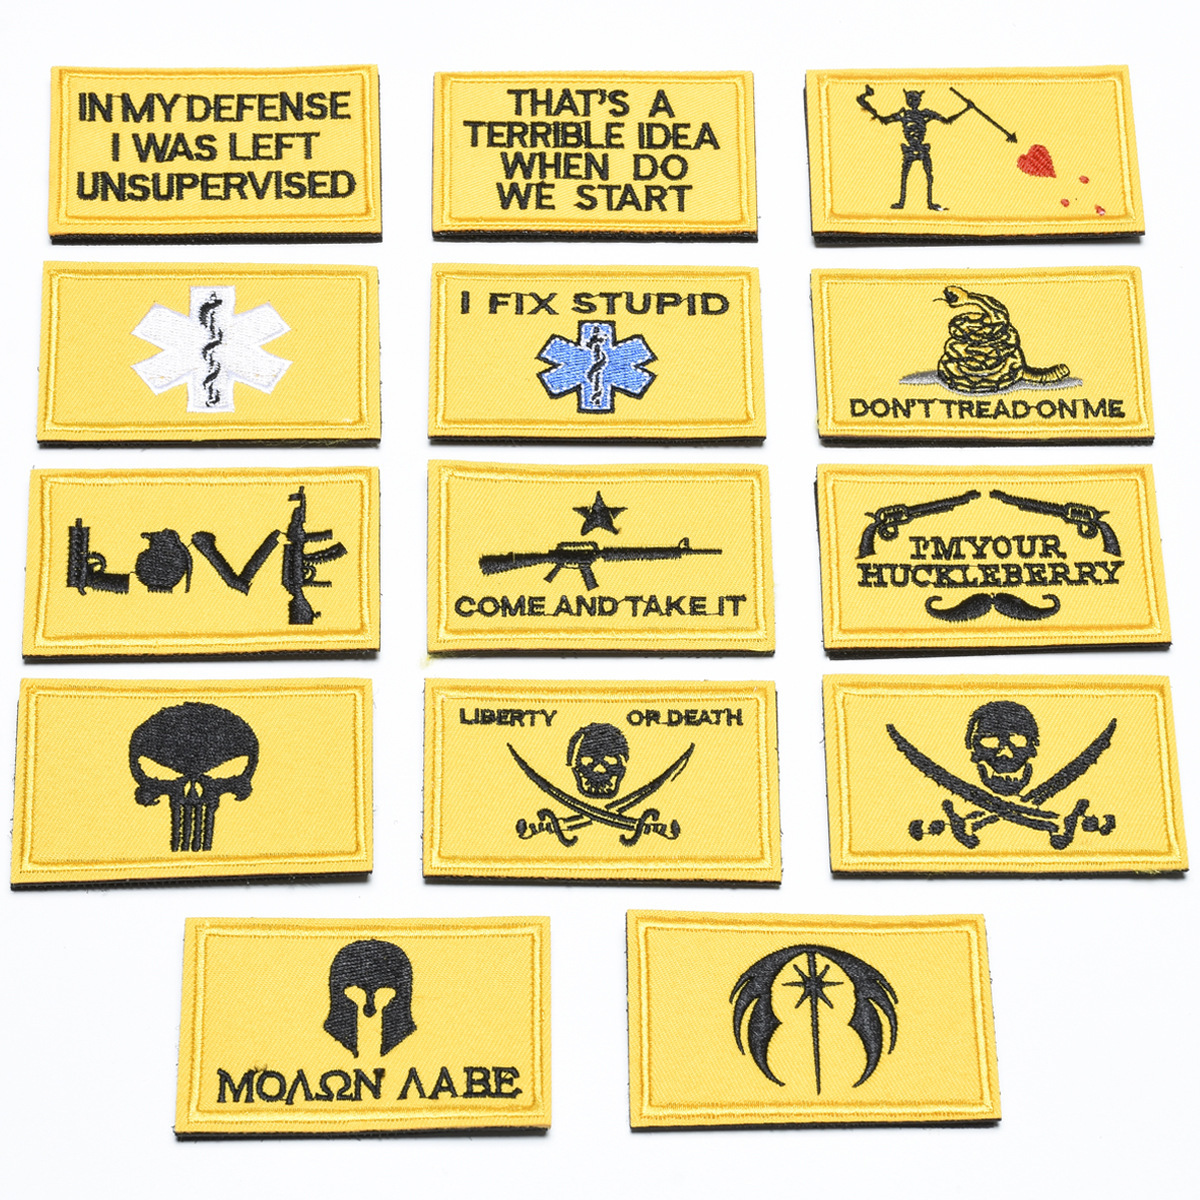 IN MY DEFENSE
I WAS LEFT
UNSUPERVISED
THAT'S A
TERRIBLE IDEA
WHEN DO
WE START
I FIX STUPID
DON'T TREAD ON ME
LOVE
COME AND TAKE IT
I'M YOUR
HUCKLEBERRY
LIBERTY OR DEATH
ΜΟΛΩΝ ΛΑΒΕ